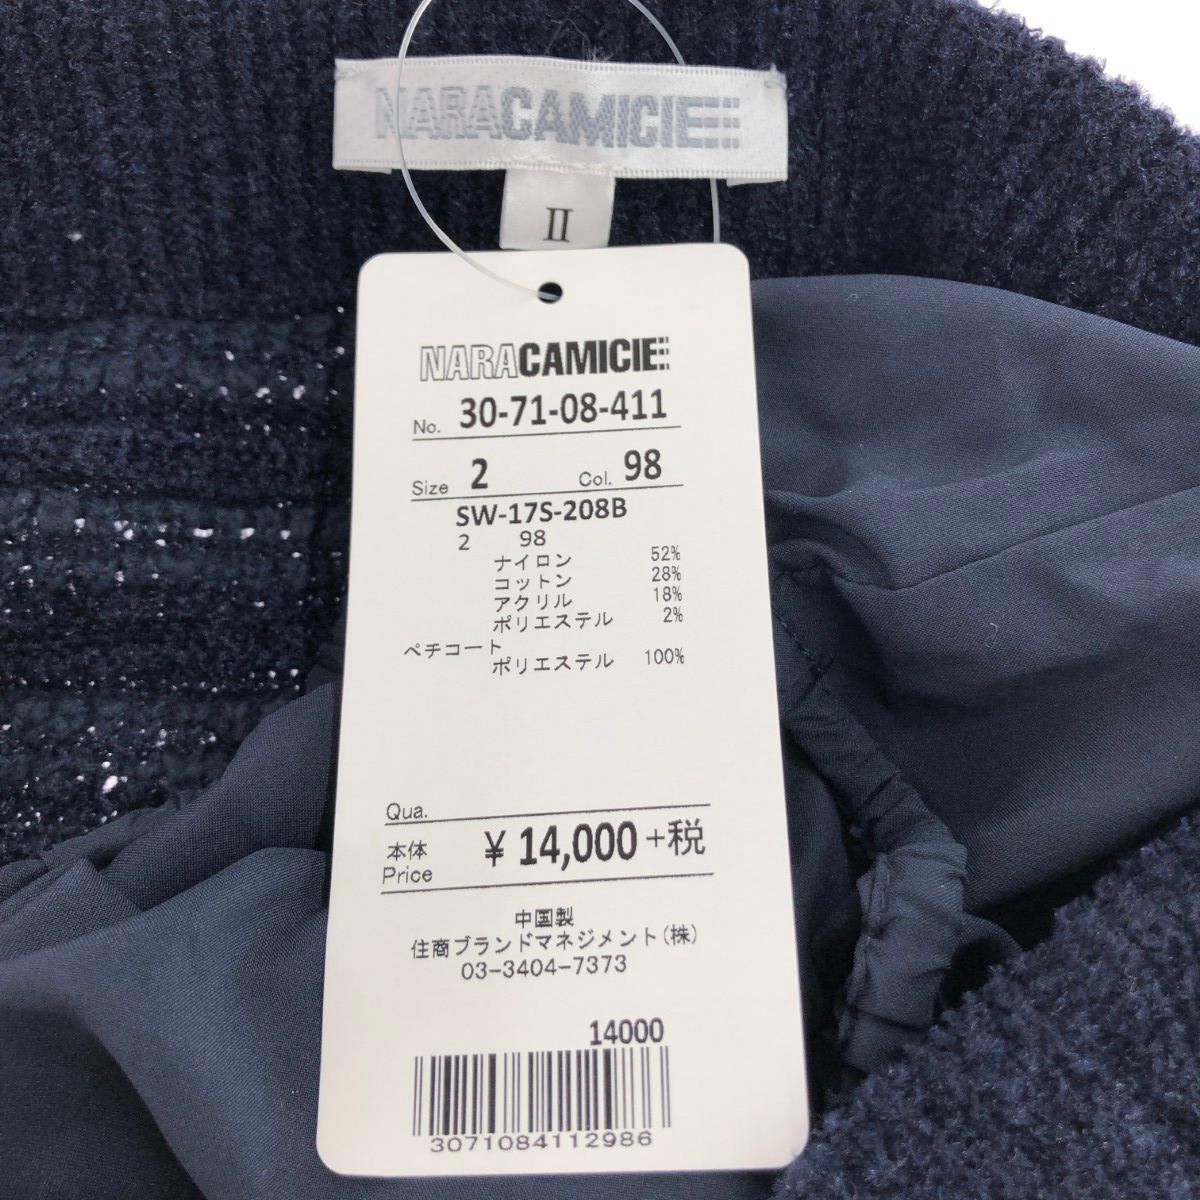 NARACAMICIE
II
NARACAMICIE
No. 30-71-08-411
Size 2 Col. 98
SW-17S-208B
2 98
ナイロン 52%
コットン 28%
アクリル 18%
ポリエステル 2%
ペチコート
ポリエステル 100%
Qua.
本体 Price ¥ 14,000 +税
中国製
住商ブランドマネジメント(株)
03-3404-7373
14000
3071084112986